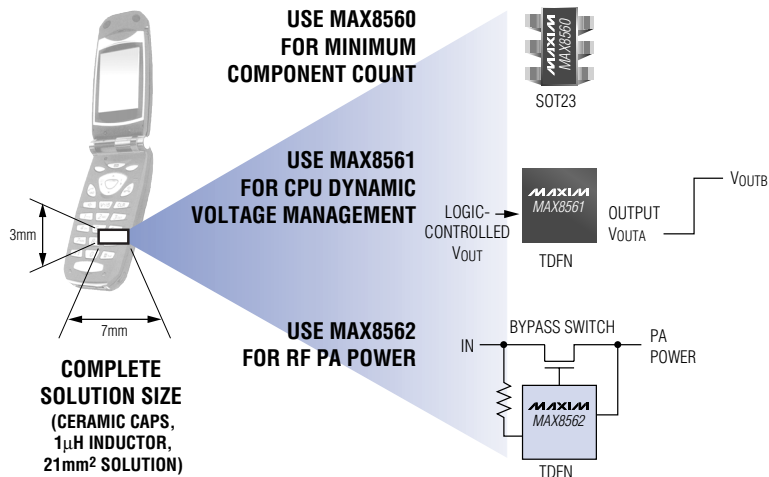 USE MAX8560
FOR MINIMUM
COMPONENT COUNT
MAXIM
MAX8560
SOT23
USE MAX8561
FOR CPU DYNAMIC
VOLTAGE MANAGEMENT
LOGIC-
CONTROLLED
VOUT
MAXIM
MAX8561
TDFN
OUTPUT
VOUTA
VOUTB
3mm
7mm
COMPLETE
SOLUTION SIZE
(CERAMIC CAPS,
1μH INDUCTOR,
21mm² SOLUTION)
USE MAX8562
FOR RF PA POWER
BYPASS SWITCH
IN
PA
POWER
MAXIM
MAX8562
TDFN